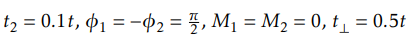 t₂ = 0.1t, ϕ₁ = −ϕ₂ = π/2, M₁ = M₂ = 0, t⊥ = 0.5t